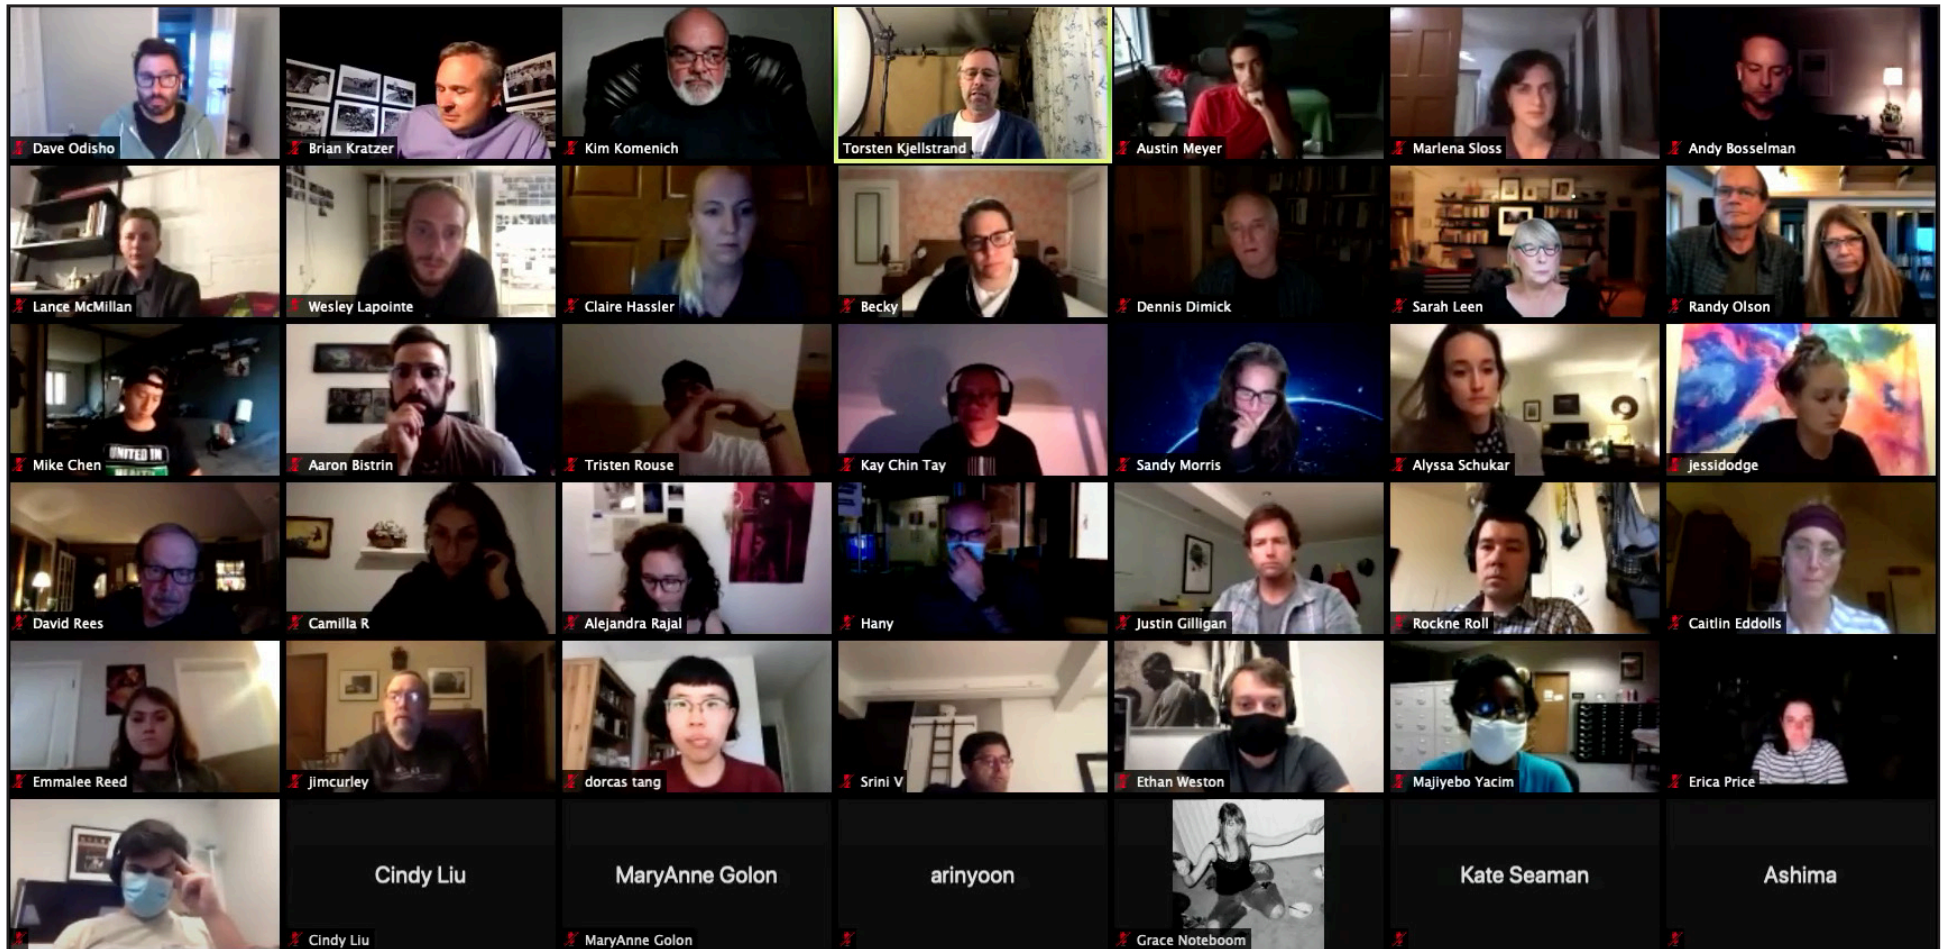 Dave Odisho
Brian Kratzer
Kim Komenich
Torsten Kjellstrand
Austin Meyer
Marlena Sloss
Andy Bosselman
Lance McMillan
Wesley Lapointe
Claire Hassler
Becky
Dennis Dimick
Sarah Leen
Randy Olson
UNITED IN
Mike Chen
Aaron Bistrin
Tristen Rouse
Kay Chin Tay
Sandy Morris
Alyssa Schukar
jessidodge
David Rees
Camilla R
Alejandra Rajal
Hany
Justin Gilligan
Rockne Roll
Caitlin Eddolls
Emmalee Reed
jimcurley
dorcas tang
Srini V
Ethan Weston
Majiyebo Yacim
Erica Price
Cindy Liu
MaryAnne Golon
arinyoon
Kate Seaman
Ashima
Cindy Liu
MaryAnne Golon
Grace Noteboom